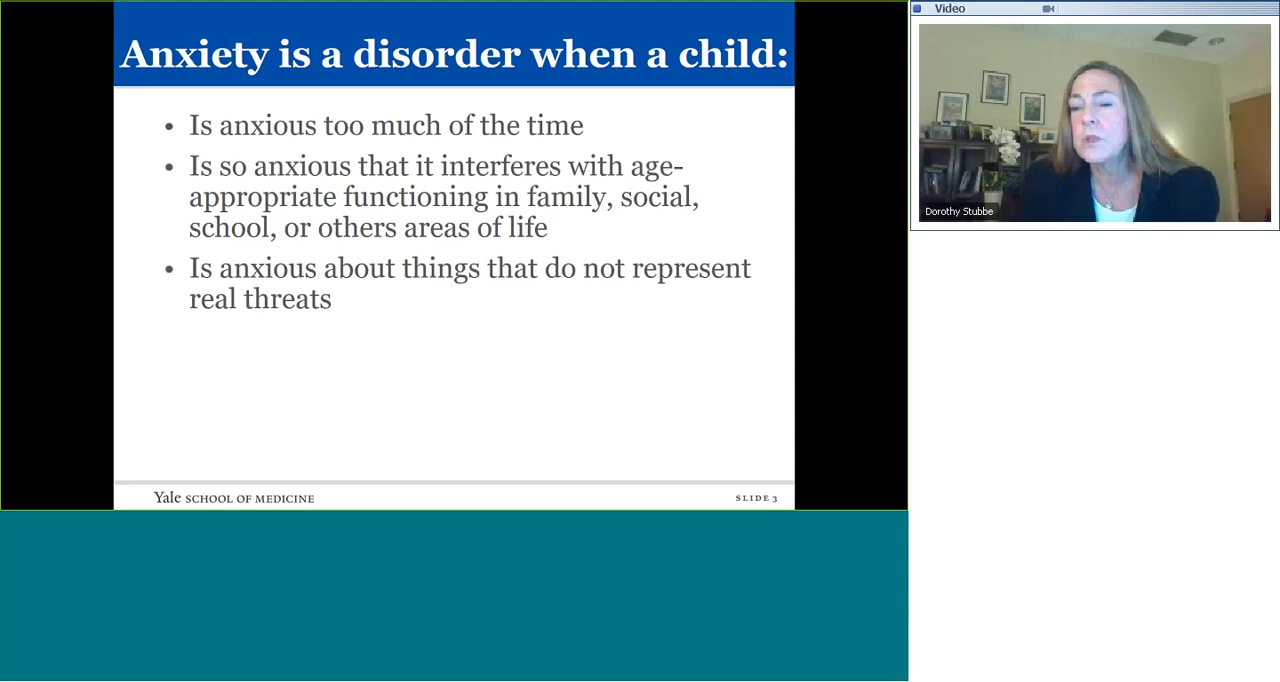 Anxiety is a disorder when a child:
• Is anxious too much of the time
• Is so anxious that it interferes with age-
appropriate functioning in family, social,
school, or others areas of life
• Is anxious about things that do not represent
real threats
Yale SCHOOL OF MEDICINE
SLIDE 3
Video
Dorothy Stubbe